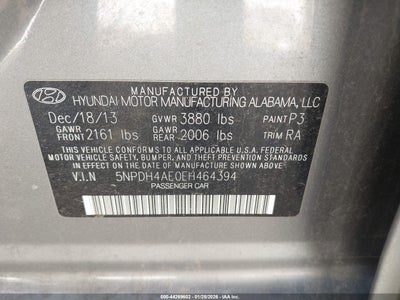 MANUFACTURED BY
HYUNDAI MOTOR MANUFACTURING ALABAMA, LLC
Dec/18/13 GVWR 3880 lbs PAINT P3
GAWR FRONT 2161 lbs GAWR REAR 2006 lbs TRIM RA
THIS VEHICLE CONFORMS TO ALL APPLICABLE U.S.A. FEDERAL
MOTOR VEHICLE SAFETY, BUMPER, AND THEFT PREVENTION
STANDARDS IN EFFECT ON THE DATE OF MANUFACTURE SHOWN ABOVE.
V.I.N 5NPDH4AE0EH464394
PASSENGER CAR